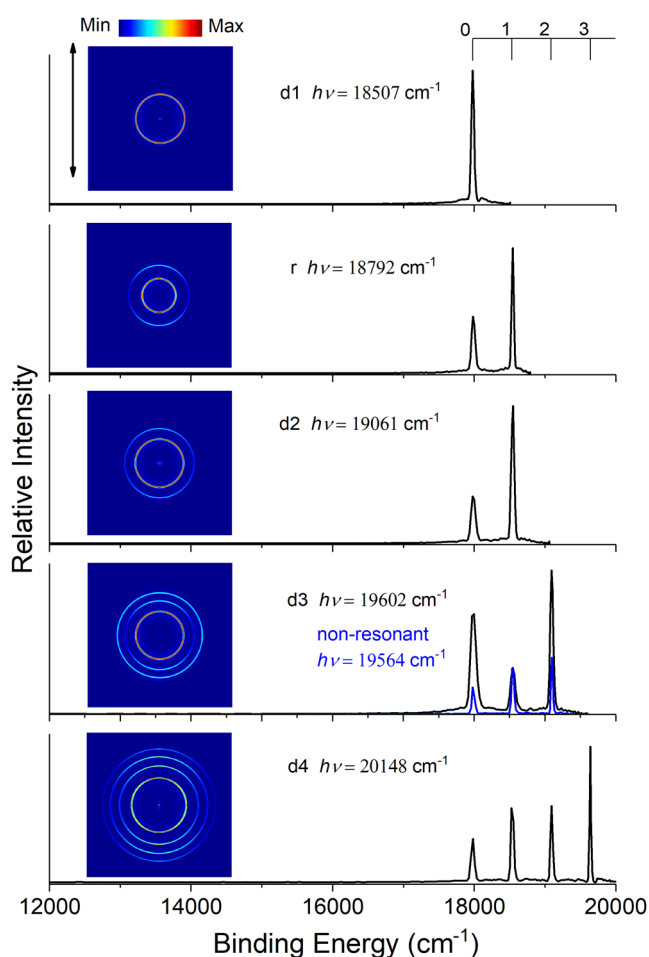 Min Max
0 1 2 3
d1 hν = 18507 cm⁻¹
r hν = 18792 cm⁻¹
d2 hν = 19061 cm⁻¹
d3 hν = 19602 cm⁻¹
non-resonant
hν = 19564 cm⁻¹
d4 hν = 20148 cm⁻¹
Relative Intensity
12000 14000 16000 18000 20000
Binding Energy (cm⁻¹)